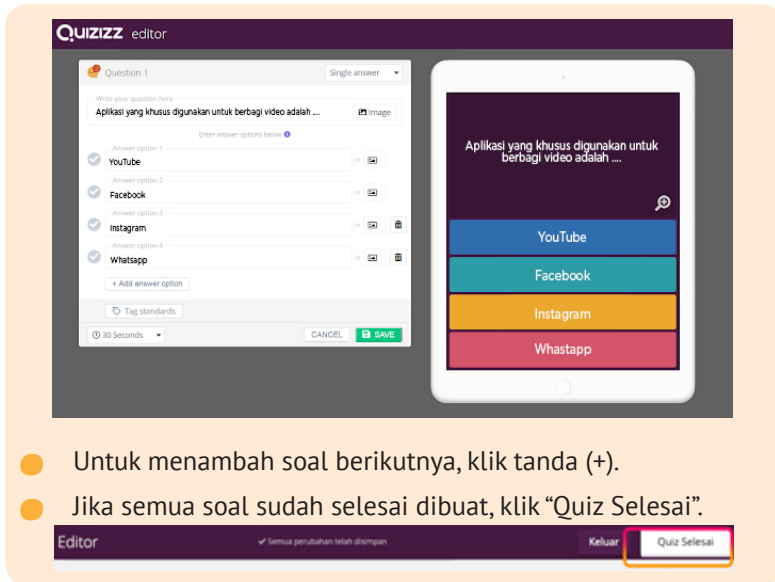 QUIZIZZ editor
Question 1
Single answer
Write your question here
Aplikasi yang khusus digunakan untuk berbagi video adalah ....
Image
Enter answer options below
Answer option 1
YouTube
or
Answer option 2
Facebook
or
Answer option 3
Instagram
or
Answer option 4
Whatsapp
or
+ Add answer option
Tag standards
30 Seconds
CANCEL
SAVE
Aplikasi yang khusus digunakan untuk
berbagi video adalah ....
YouTube
Facebook
Instagram
Whastapp
Untuk menambah soal berikutnya, klik tanda (+).
Jika semua soal sudah selesai dibuat, klik “Quiz Selesai”.
Editor
Semua perubahan telah disimpan
Keluar
Quiz Selesai